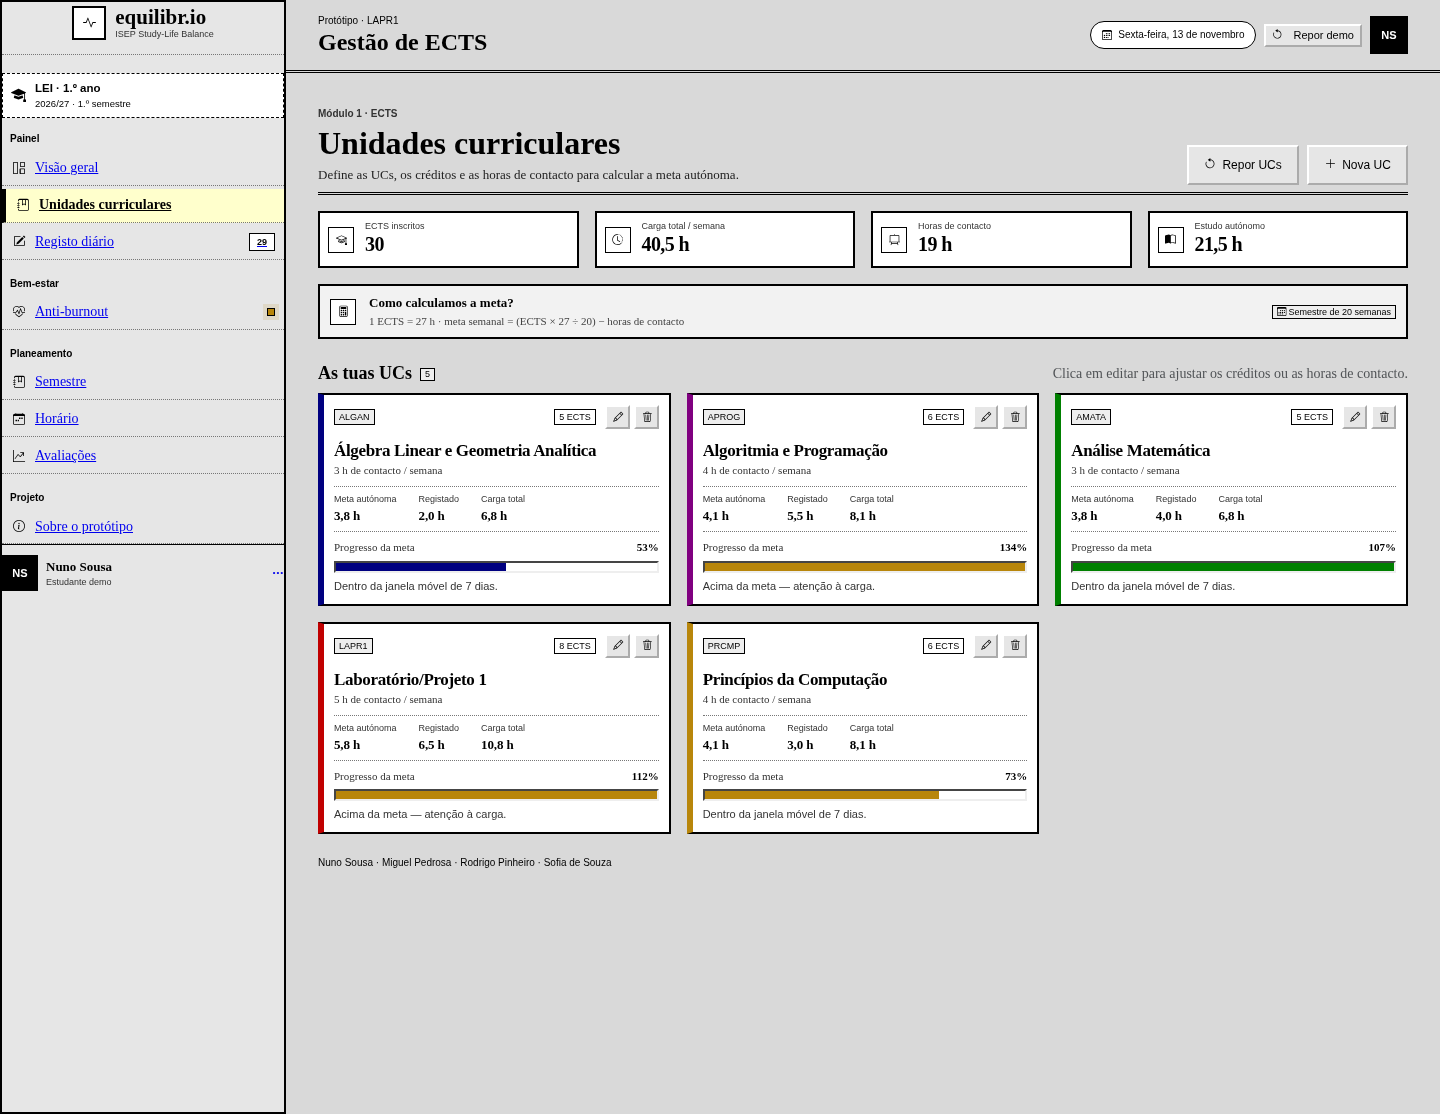 equilibr.io
ISEP Study-Life Balance
LEI · 1.º ano
2026/27 · 1.º semestre
Painel
Visão geral
Unidades curriculares
Registo diário 29
Bem-estar
Anti-burnout
Planeamento
Semestre
Horário
Avaliações
Projeto
Sobre o protótipo
NS Nuno Sousa
Estudante demo
...
Protótipo · LAPR1
Gestão de ECTS
Sexta-feira, 13 de novembro Repor demo NS
Módulo 1 · ECTS
Unidades curriculares
Define as UCs, os créditos e as horas de contacto para calcular a meta autónoma.
Repor UCs Nova UC
ECTS inscritos
30
Carga total / semana
40,5 h
Horas de contacto
19 h
Estudo autónomo
21,5 h
Como calculamos a meta?
1 ECTS = 27 h · meta semanal = (ECTS × 27 ÷ 20) − horas de contacto
Semestre de 20 semanas
As tuas UCs 5
Clica em editar para ajustar os créditos ou as horas de contacto.
ALGAN 5 ECTS
Álgebra Linear e Geometria Analítica
3 h de contacto / semana
Meta autónoma Registado Carga total
3,8 h 2,0 h 6,8 h
Progresso da meta 53%
Dentro da janela móvel de 7 dias.
APROG 6 ECTS
Algoritmia e Programação
4 h de contacto / semana
Meta autónoma Registado Carga total
4,1 h 5,5 h 8,1 h
Progresso da meta 134%
Acima da meta — atenção à carga.
AMATA 5 ECTS
Análise Matemática
3 h de contacto / semana
Meta autónoma Registado Carga total
3,8 h 4,0 h 6,8 h
Progresso da meta 107%
Dentro da janela móvel de 7 dias.
LAPR1 8 ECTS
Laboratório/Projeto 1
5 h de contacto / semana
Meta autónoma Registado Carga total
5,8 h 6,5 h 10,8 h
Progresso da meta 112%
Acima da meta — atenção à carga.
PRCMP 6 ECTS
Princípios da Computação
4 h de contacto / semana
Meta autónoma Registado Carga total
4,1 h 3,0 h 8,1 h
Progresso da meta 73%
Dentro da janela móvel de 7 dias.
Nuno Sousa · Miguel Pedrosa · Rodrigo Pinheiro · Sofia de Souza